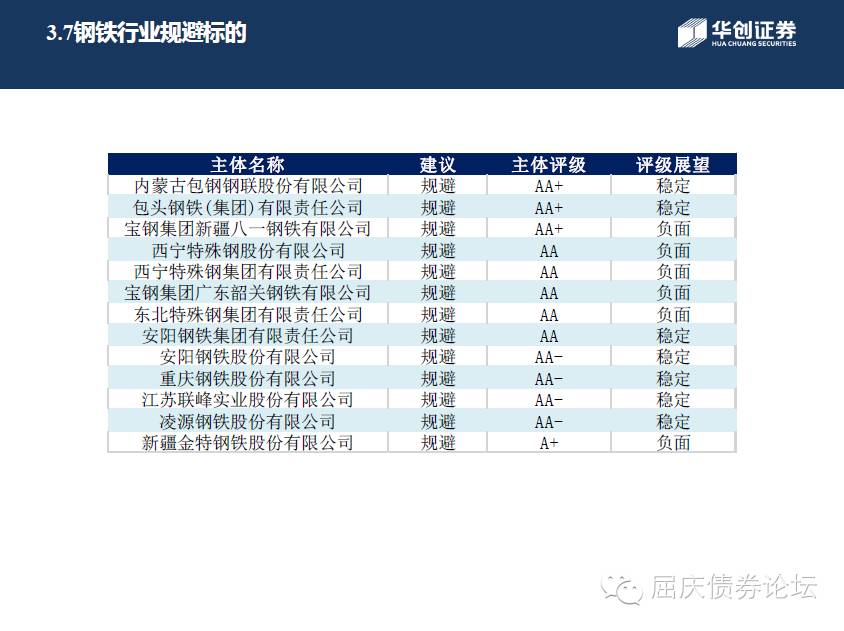 3.7钢铁行业规避标的
华创证券
HUA CHUANG SECURITIES
主体名称 建议 主体评级 评级展望
内蒙古包钢钢联股份有限公司 规避 AA+ 稳定
包头钢铁(集团)有限责任公司 规避 AA+ 稳定
宝钢集团新疆八一钢铁有限公司 规避 AA+ 负面
西宁特殊钢股份有限公司 规避 AA 负面
西宁特殊钢集团有限责任公司 规避 AA 负面
宝钢集团广东韶关钢铁有限公司 规避 AA 负面
东北特殊钢集团有限责任公司 规避 AA 负面
安阳钢铁集团有限责任公司 规避 AA 稳定
安阳钢铁股份有限公司 规避 AA- 稳定
重庆钢铁股份有限公司 规避 AA- 稳定
江苏联峰实业股份有限公司 规避 AA- 稳定
凌源钢铁股份有限公司 规避 AA- 稳定
新疆金特钢铁股份有限公司 规避 A+ 负面
屈庆债券论坛